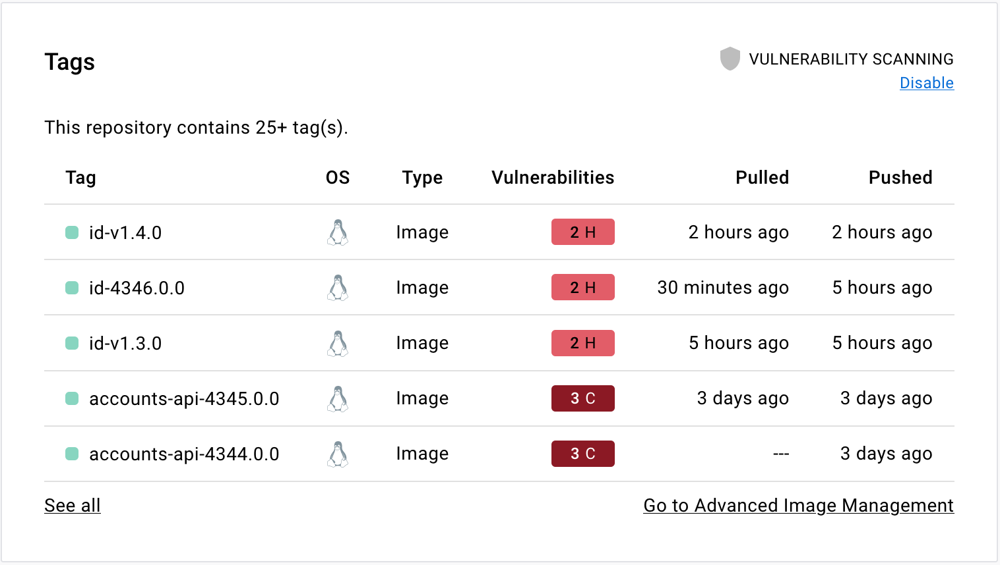 Tags
VULNERABILITY SCANNING
Disable
This repository contains 25+ tag(s).
Tag OS Type Vulnerabilities Pulled Pushed
id-v1.4.0 Image 2 H 2 hours ago 2 hours ago
id-4346.0.0 Image 2 H 30 minutes ago 5 hours ago
id-v1.3.0 Image 2 H 5 hours ago 5 hours ago
accounts-api-4345.0.0 Image 3 C 3 days ago 3 days ago
accounts-api-4344.0.0 Image 3 C --- 3 days ago
See all Go to Advanced Image Management